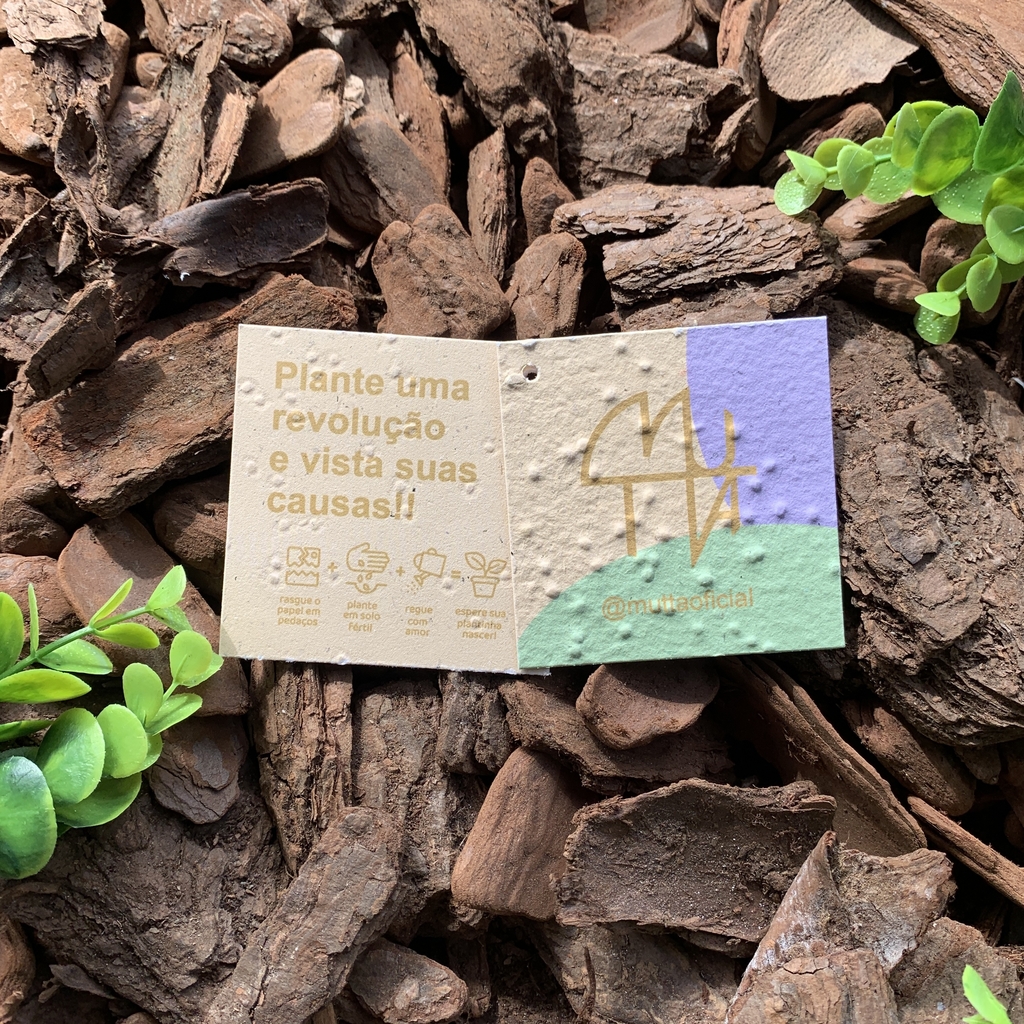 Plante uma
revolução
e vista suas
causas!!
+ + =
rasgue o
papel em
pedaços
plante
em solo
fértil
regue
com
amor
espere sua
plantinha
nascer!
MUTTA
@muttaoficial